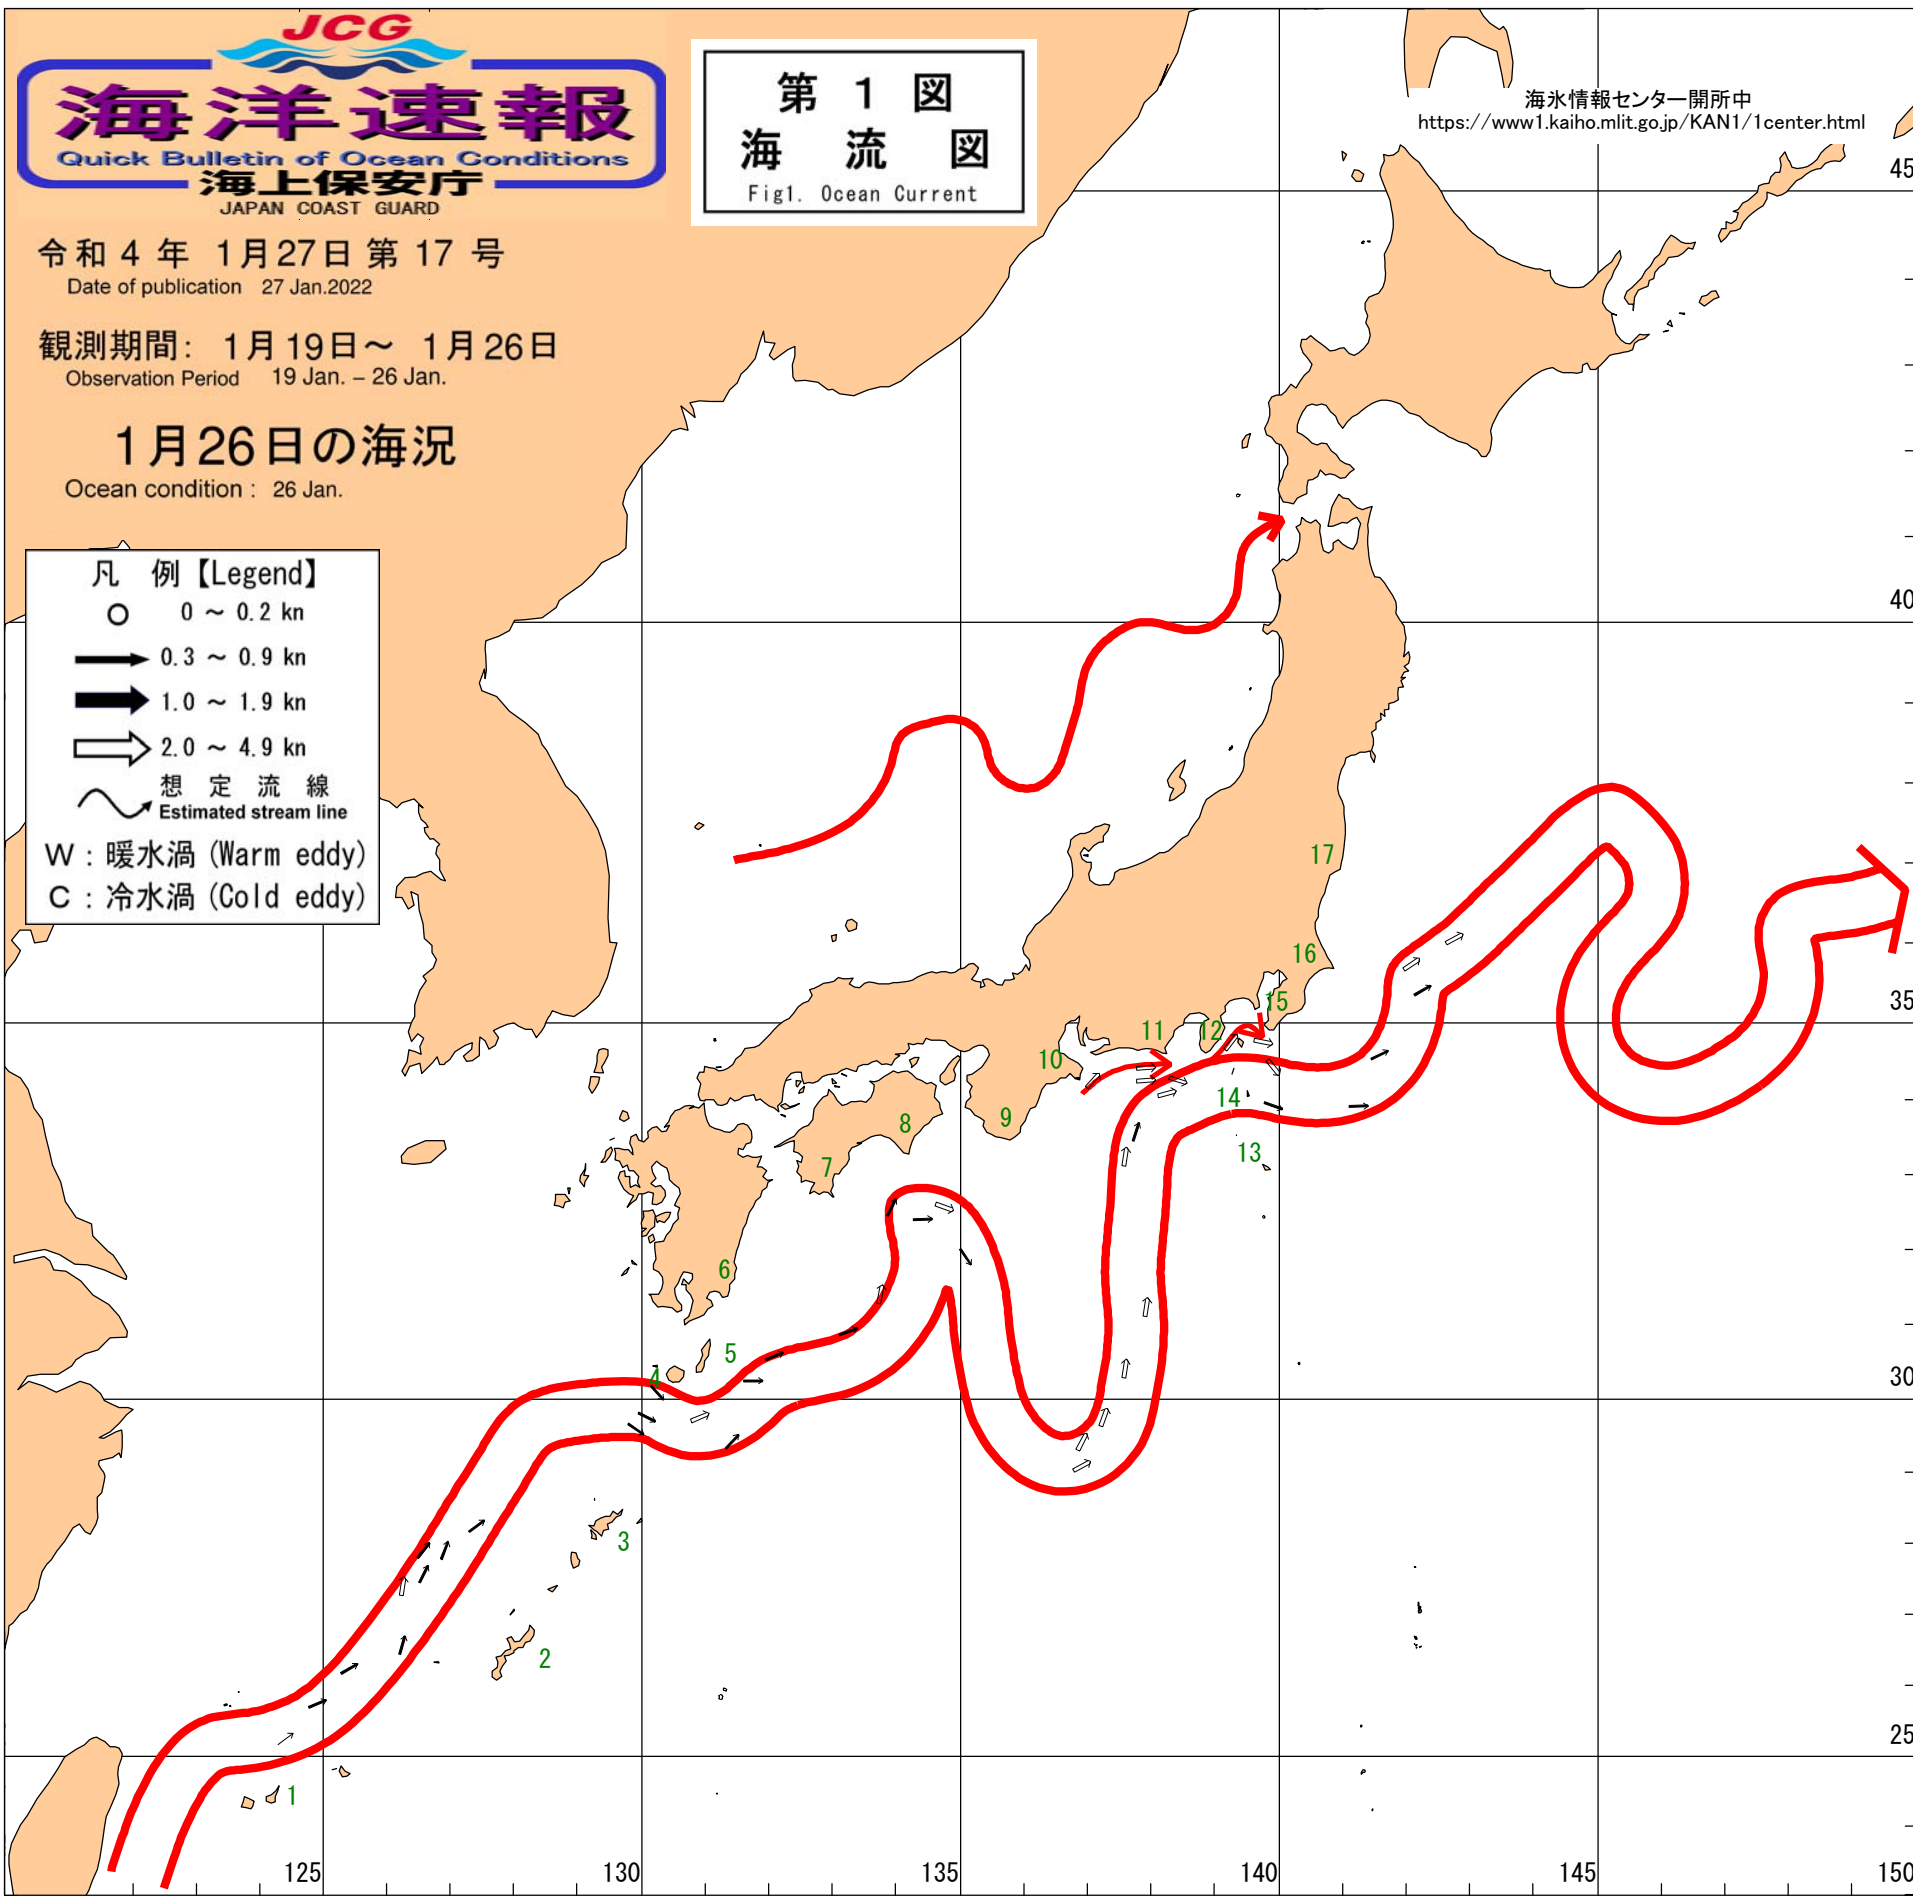 JCG
海洋速報
Quick Bulletin of Ocean Conditions
海上保安庁
JAPAN COAST GUARD
第 1 図
海 流 図
Fig1. Ocean Current
海氷情報センター開所中
https://www1.kaiho.mlit.go.jp/KAN1/1center.html
令和 4 年 1月27日 第 17 号
Date of publication 27 Jan.2022
観測期間: 1月19日～ 1月26日
Observation Period 19 Jan. – 26 Jan.
1月26日の海況
Ocean condition : 26 Jan.
凡 例【Legend】
0 ～ 0.2 kn
0.3 ～ 0.9 kn
1.0 ～ 1.9 kn
2.0 ～ 4.9 kn
想 定 流 線
Estimated stream line
W : 暖水渦 (Warm eddy)
C : 冷水渦 (Cold eddy)
45
40
17
16
15
35
12
11
10
14
9
8
13
7
6
5
4
30
3
2
25
1
125
130
135
140
145
150